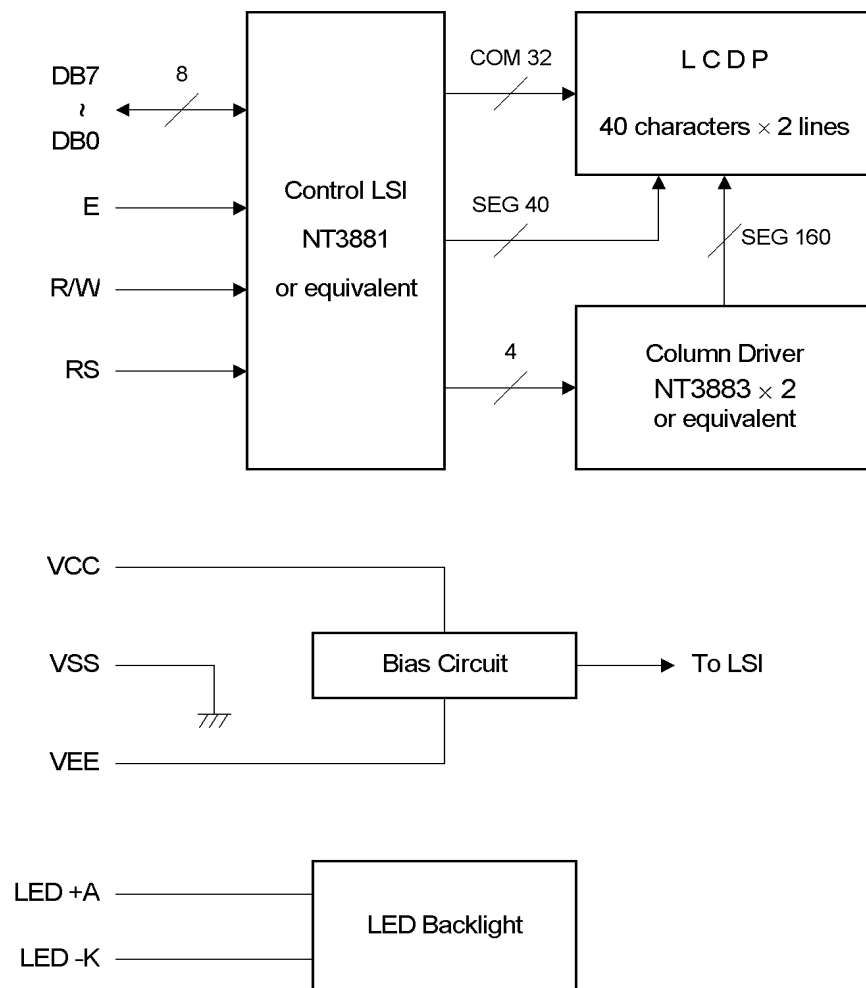 DB7
~
DB0
8
E
R/W
RS
Control LSI
NT3881
or equivalent
COM 32
SEG 40
4
L C D P
40 characters × 2 lines
SEG 160
Column Driver
NT3883 × 2
or equivalent
VCC
VSS
VEE
Bias Circuit
To LSI
LED +A
LED -K
LED Backlight